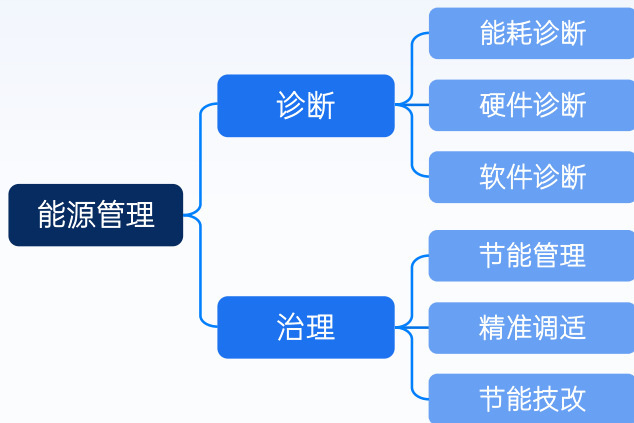 能源管理
诊断
能耗诊断
硬件诊断
软件诊断
治理
节能管理
精准调适
节能技改